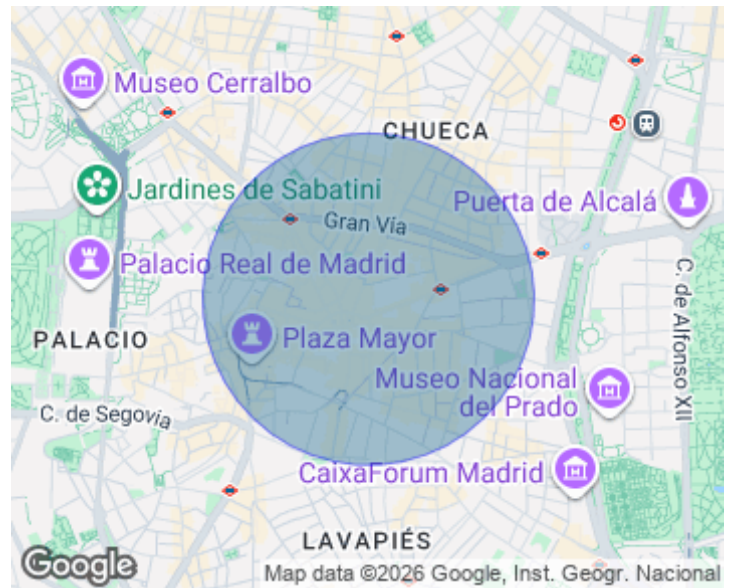 Museo Cerralbo
CHUECA
Jardines de Sabatini
Puerta de Alcalá
Gran Vía
Palacio Real de Madrid
C. de Alfonso XII
PALACIO
Plaza Mayor
Museo Nacional
del Prado
C. de Segovia
CaixaForum Madrid
LAVAPIÉS
Google
Map data ©2026 Google, Inst. Geogr. Nacional